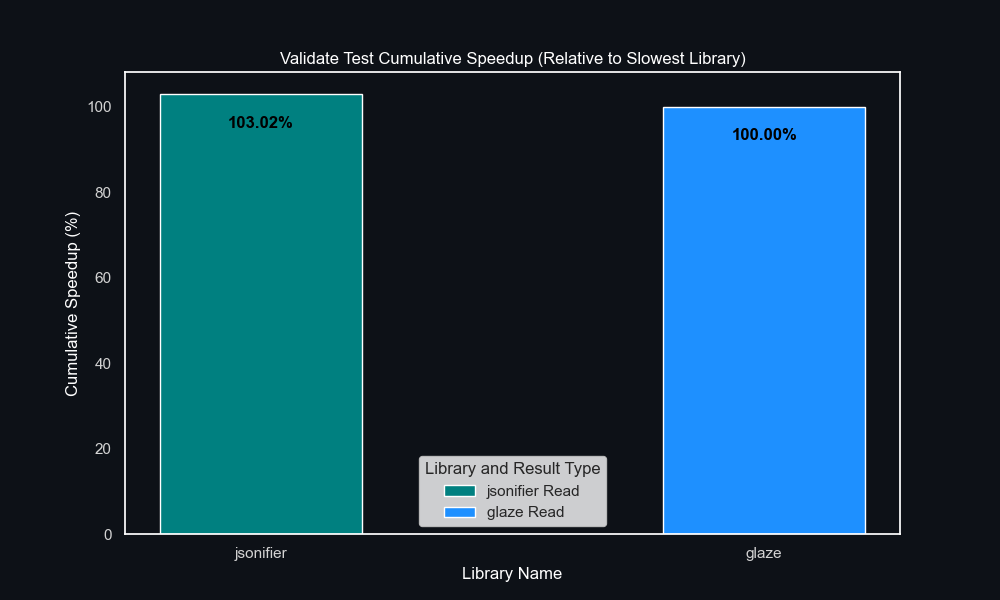 Validate Test Cumulative Speedup (Relative to Slowest Library)
Cumulative Speedup (%)
100
80
60
40
20
0
103.02%
100.00%
Library and Result Type
jsonifier Read
glaze Read
jsonifier
glaze
Library Name